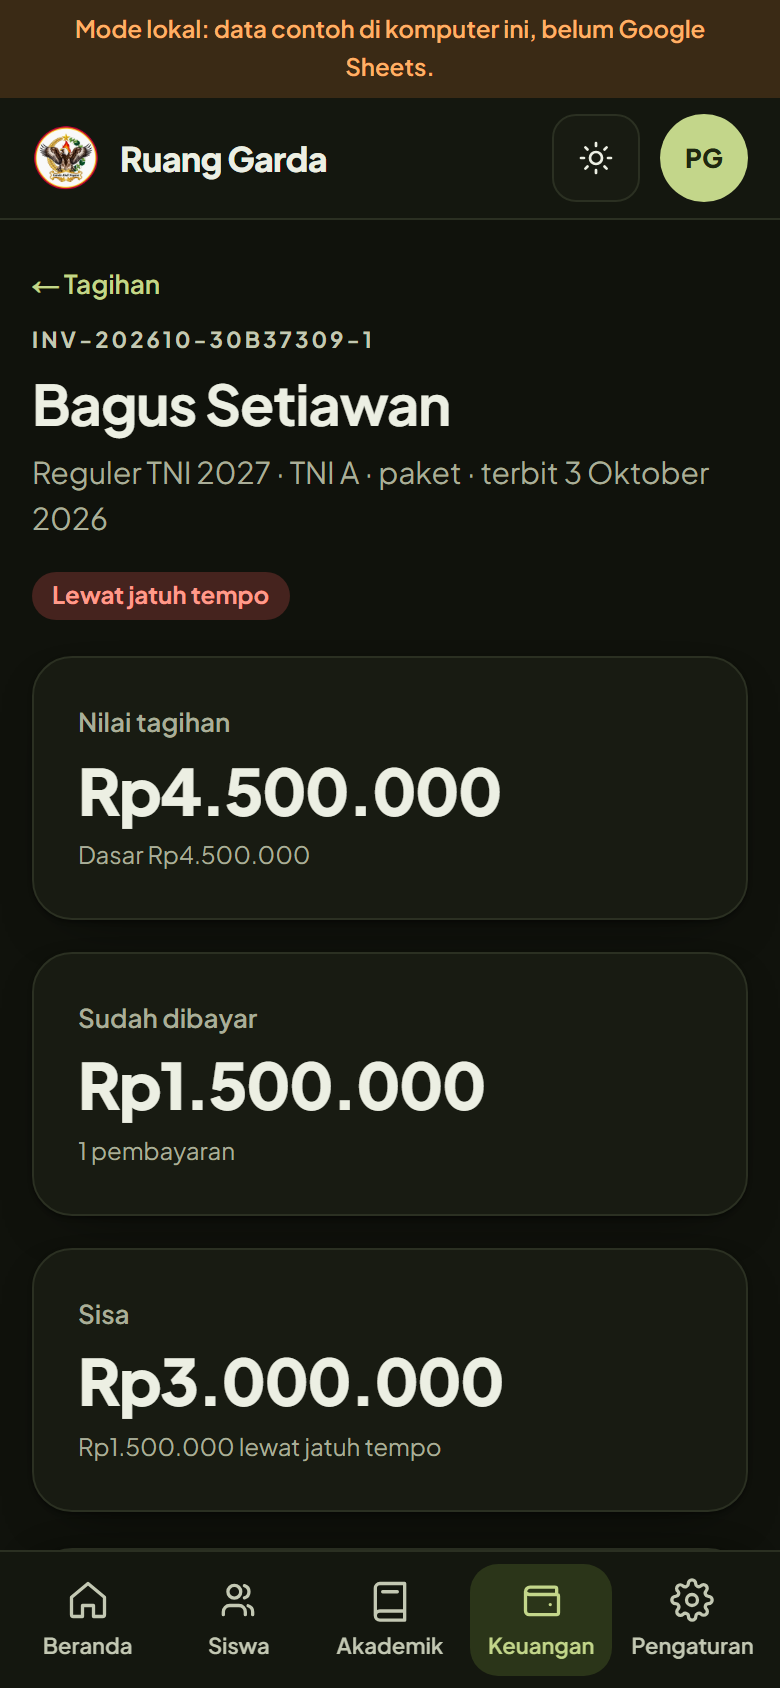 Mode lokal: data contoh di komputer ini, belum Google
Sheets.
Ruang Garda
PG
←Tagihan
INV-202610-30B37309-1
Bagus Setiawan
Reguler TNI 2027 · TNI A · paket · terbit 3 Oktober
2026
Lewat jatuh tempo
Nilai tagihan
Rp4.500.000
Dasar Rp4.500.000
Sudah dibayar
Rp1.500.000
1 pembayaran
Sisa
Rp3.000.000
Rp1.500.000 lewat jatuh tempo
Beranda
Siswa
Akademik
Keuangan
Pengaturan